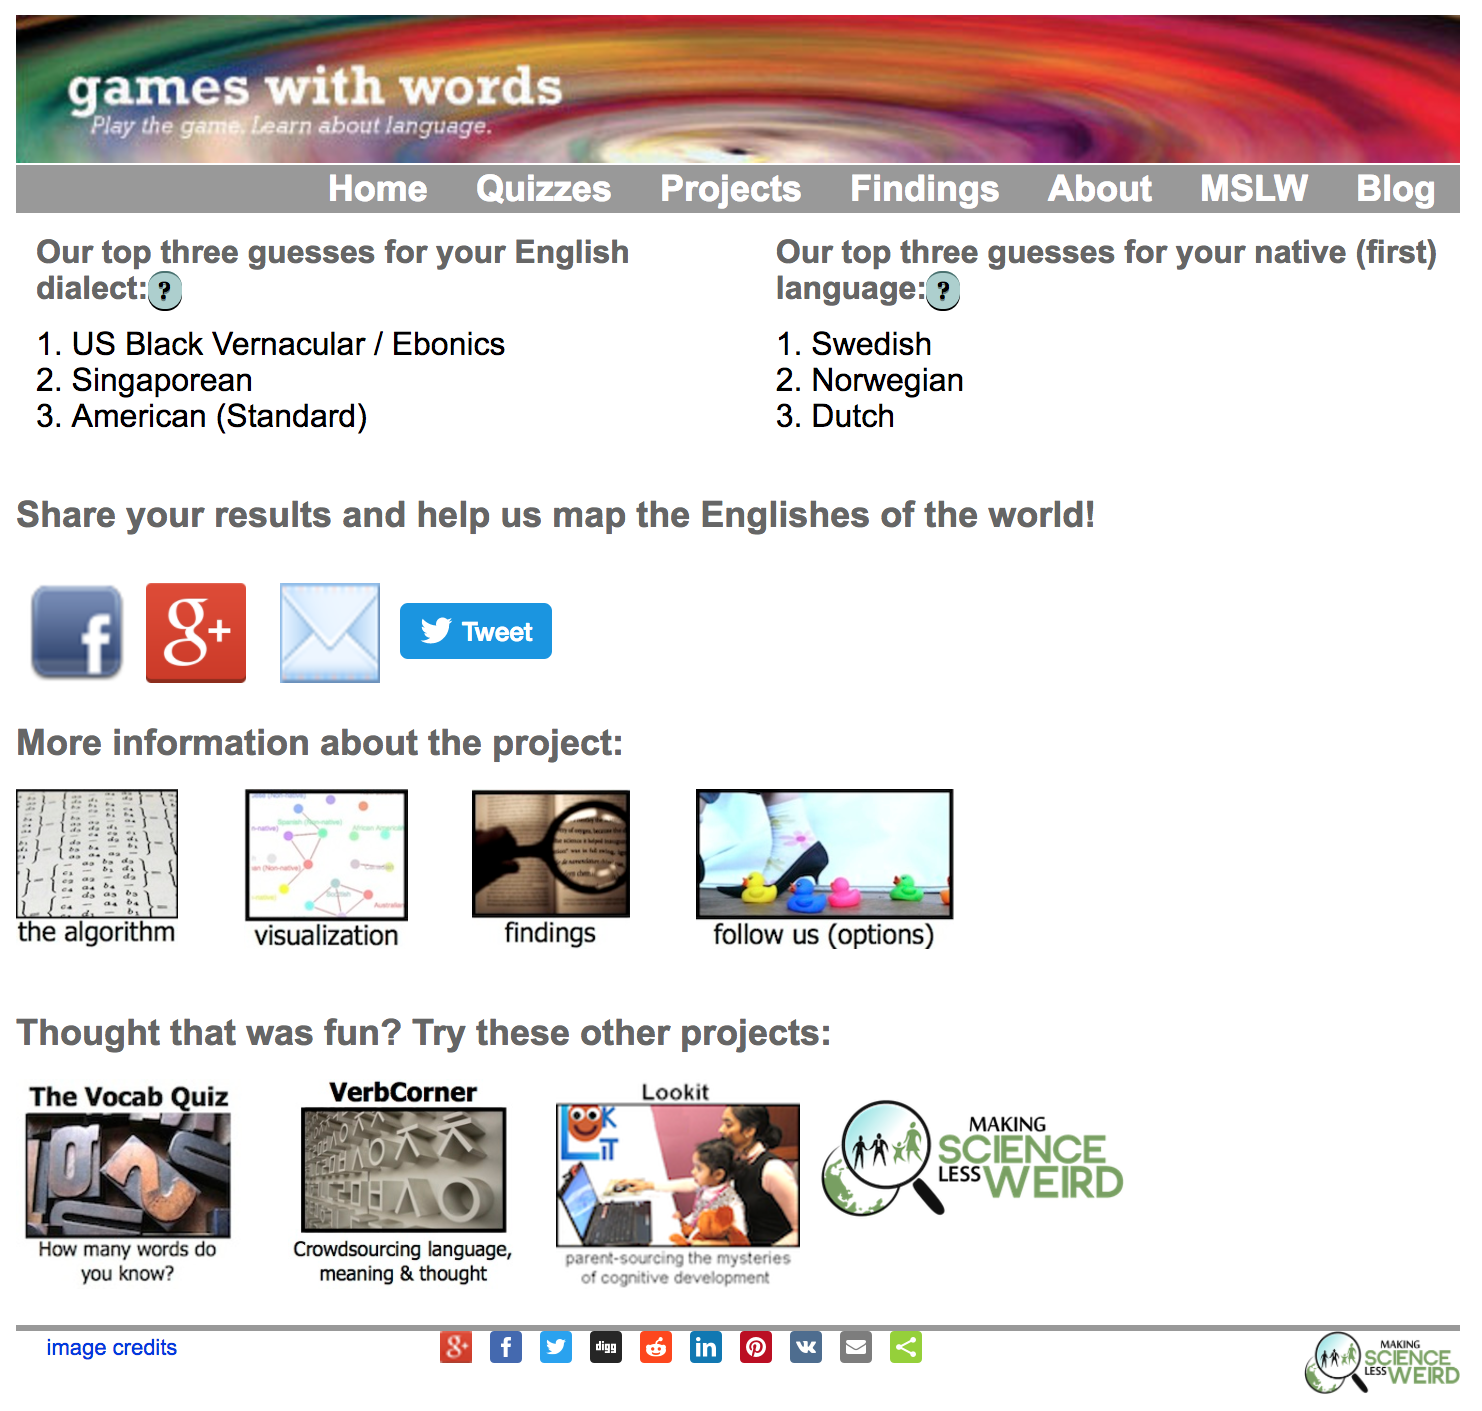 games with words
Play the game. Learn about language.
Home Quizzes Projects Findings About MSLW Blog
Our top three guesses for your English
dialect:?
1. US Black Vernacular / Ebonics
2. Singaporean
3. American (Standard)
Our top three guesses for your native (first)
language:?
1. Swedish
2. Norwegian
3. Dutch
Share your results and help us map the Englishes of the world!
f
g+
Tweet
More information about the project:
the algorithm
visualization
findings
follow us (options)
Thought that was fun? Try these other projects:
The Vocab Quiz
How many words do
you know?
VerbCorner
Crowdsourcing language,
meaning & thought
Lookit
parent-sourcing the mysteries
of cognitive development
MAKING
SCIENCE
LESS WEIRD
image credits
g+ f digg in
MAKING
SCIENCE
LESS WEIRD